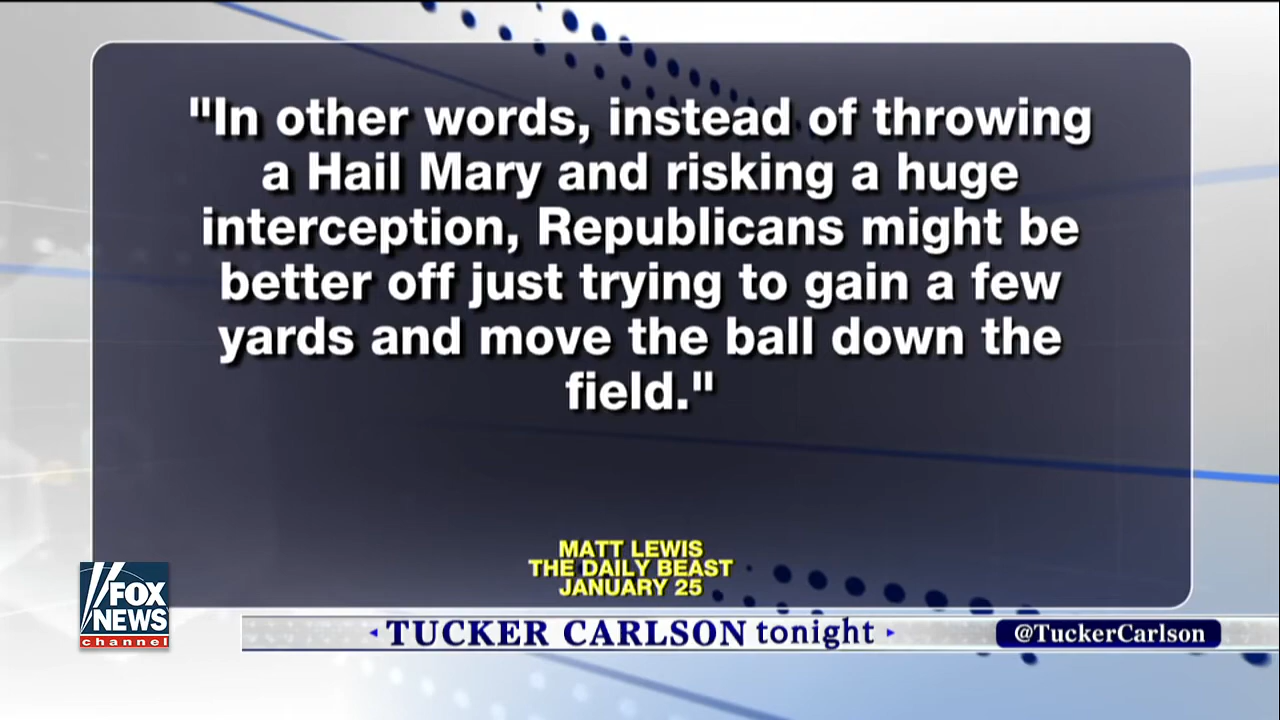 "In other words, instead of throwing
a Hail Mary and risking a huge
interception, Republicans might be
better off just trying to gain a few
yards and move the ball down the
field."
MATT LEWIS
THE DAILY BEAST
JANUARY 25
FOX
NEWS
channel
TUCKER CARLSON tonight
@TuckerCarlson